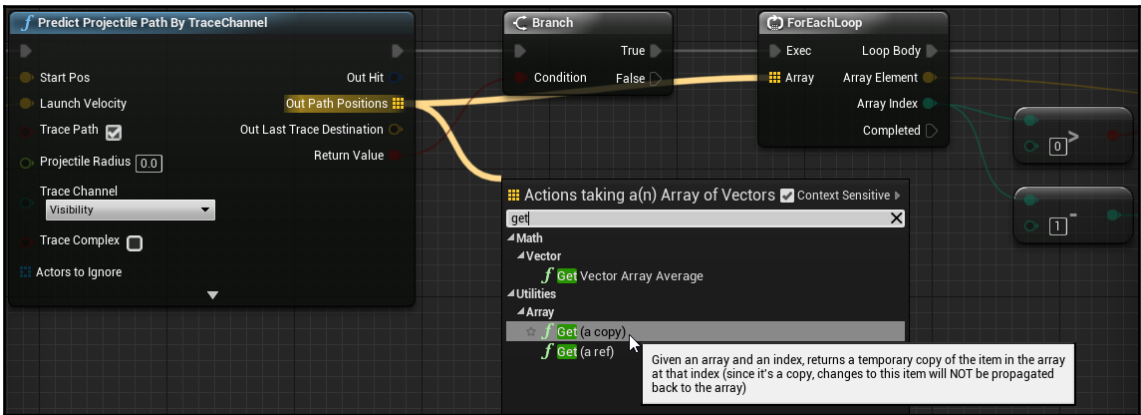 Predict Projectile Path By TraceChannel
Start Pos
Out Hit
Launch Velocity
Out Path Positions
Trace Path
Out Last Trace Destination
Projectile Radius 0.0
Return Value
Trace Channel
Visibility
Trace Complex
Actors to Ignore
Branch
True
Condition
False
ForEachLoop
Exec
Loop Body
Array
Array Element
Array Index
Completed
0 >
1 -
Actions taking a(n) Array of Vectors Context Sensitive
get
Math
Vector
Get Vector Array Average
Utilities
Array
Get (a copy)
Get (a ref)
Given an array and an index, returns a temporary copy of the item in the array
at that index (since it's a copy, changes to this item will NOT be propagated
back to the array)